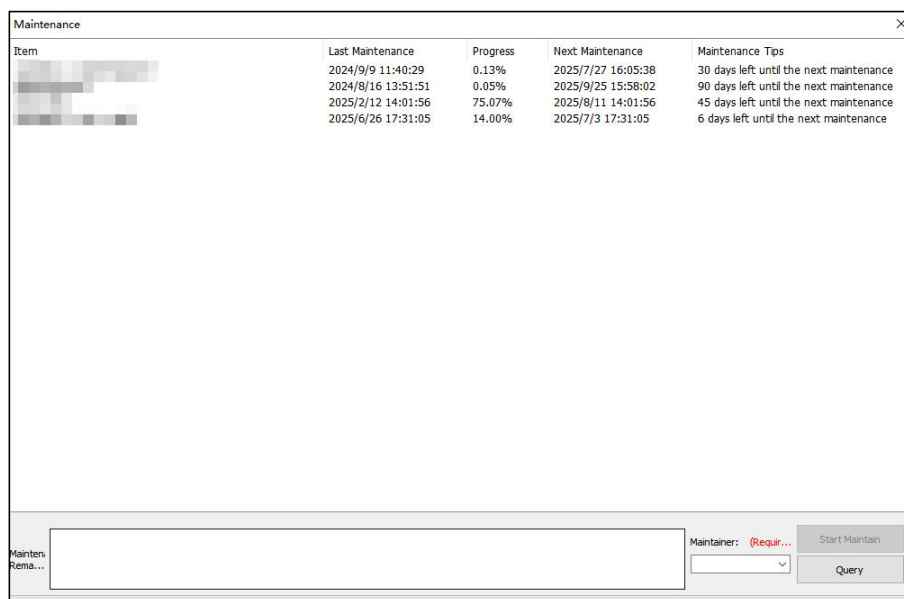 Maintenance
Item Last Maintenance Progress Next Maintenance Maintenance Tips
2024/9/9 11:40:29 0.13% 2025/7/27 16:05:38 30 days left until the next maintenance
2024/8/16 13:51:51 0.05% 2025/9/25 15:58:02 90 days left until the next maintenance
2025/2/12 14:01:56 75.07% 2025/8/11 14:01:56 45 days left until the next maintenance
2025/6/26 17:31:05 14.00% 2025/7/3 17:31:05 6 days left until the next maintenance
Mainten
Rema...
Maintainer: (Requir...
Start Maintain
Query